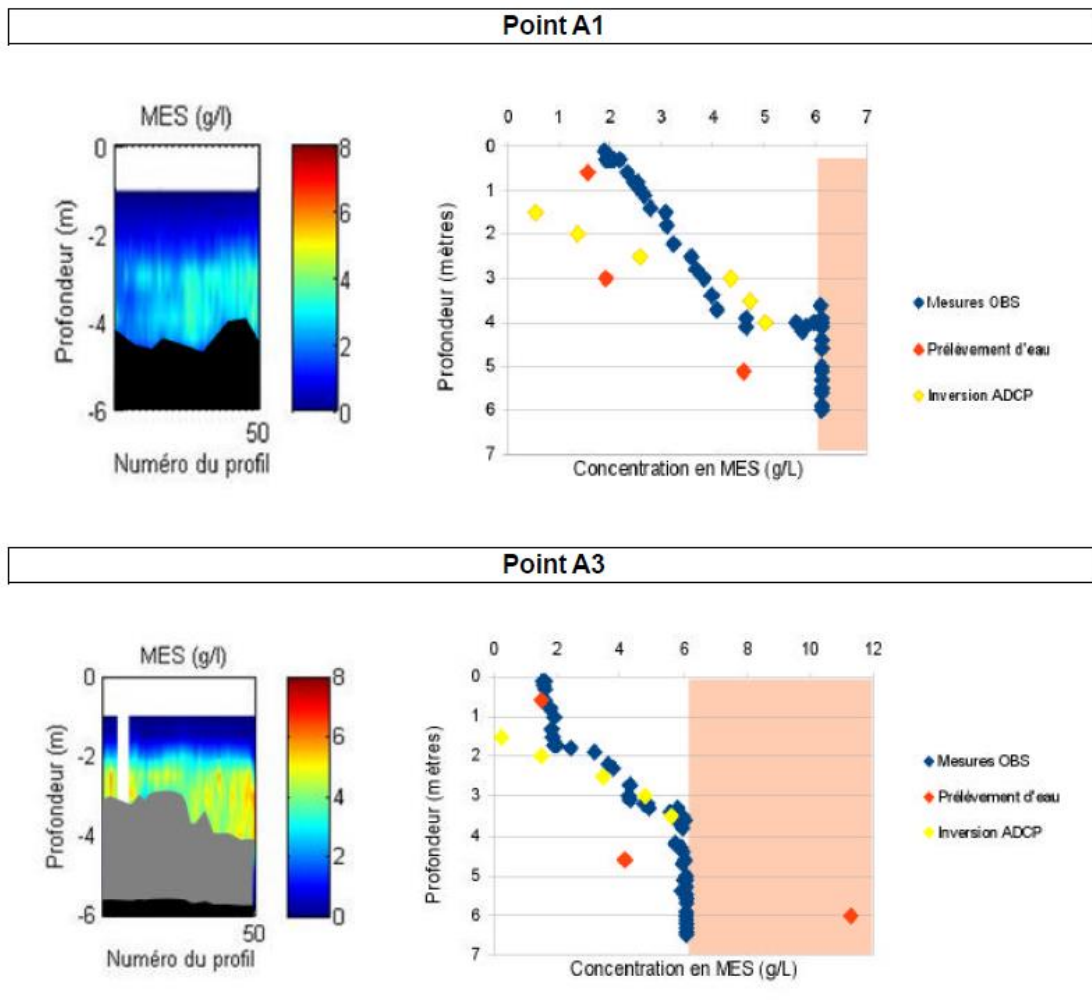 Point A1
MES (g/l)
0
-2
-4
-6
Profondeur (m)
50
Numéro du profil
8
6
4
2
0
0 1 2 3 4 5 6 7
0
1
2
3
4
5
6
7
Profondeur (mètres)
Concentration en MES (g/L)
Mesures OBS
Prélèvement d'eau
Inversion ADCP
Point A3
MES (g/l)
0
-2
-4
-6
Profondeur (m)
50
Numéro du profil
8
6
4
2
0
0 2 4 6 8 10 12
0
1
2
3
4
5
6
7
Profondeur (mètres)
Concentration en MES (g/L)
Mesures OBS
Prélèvement d'eau
Inversion ADCP